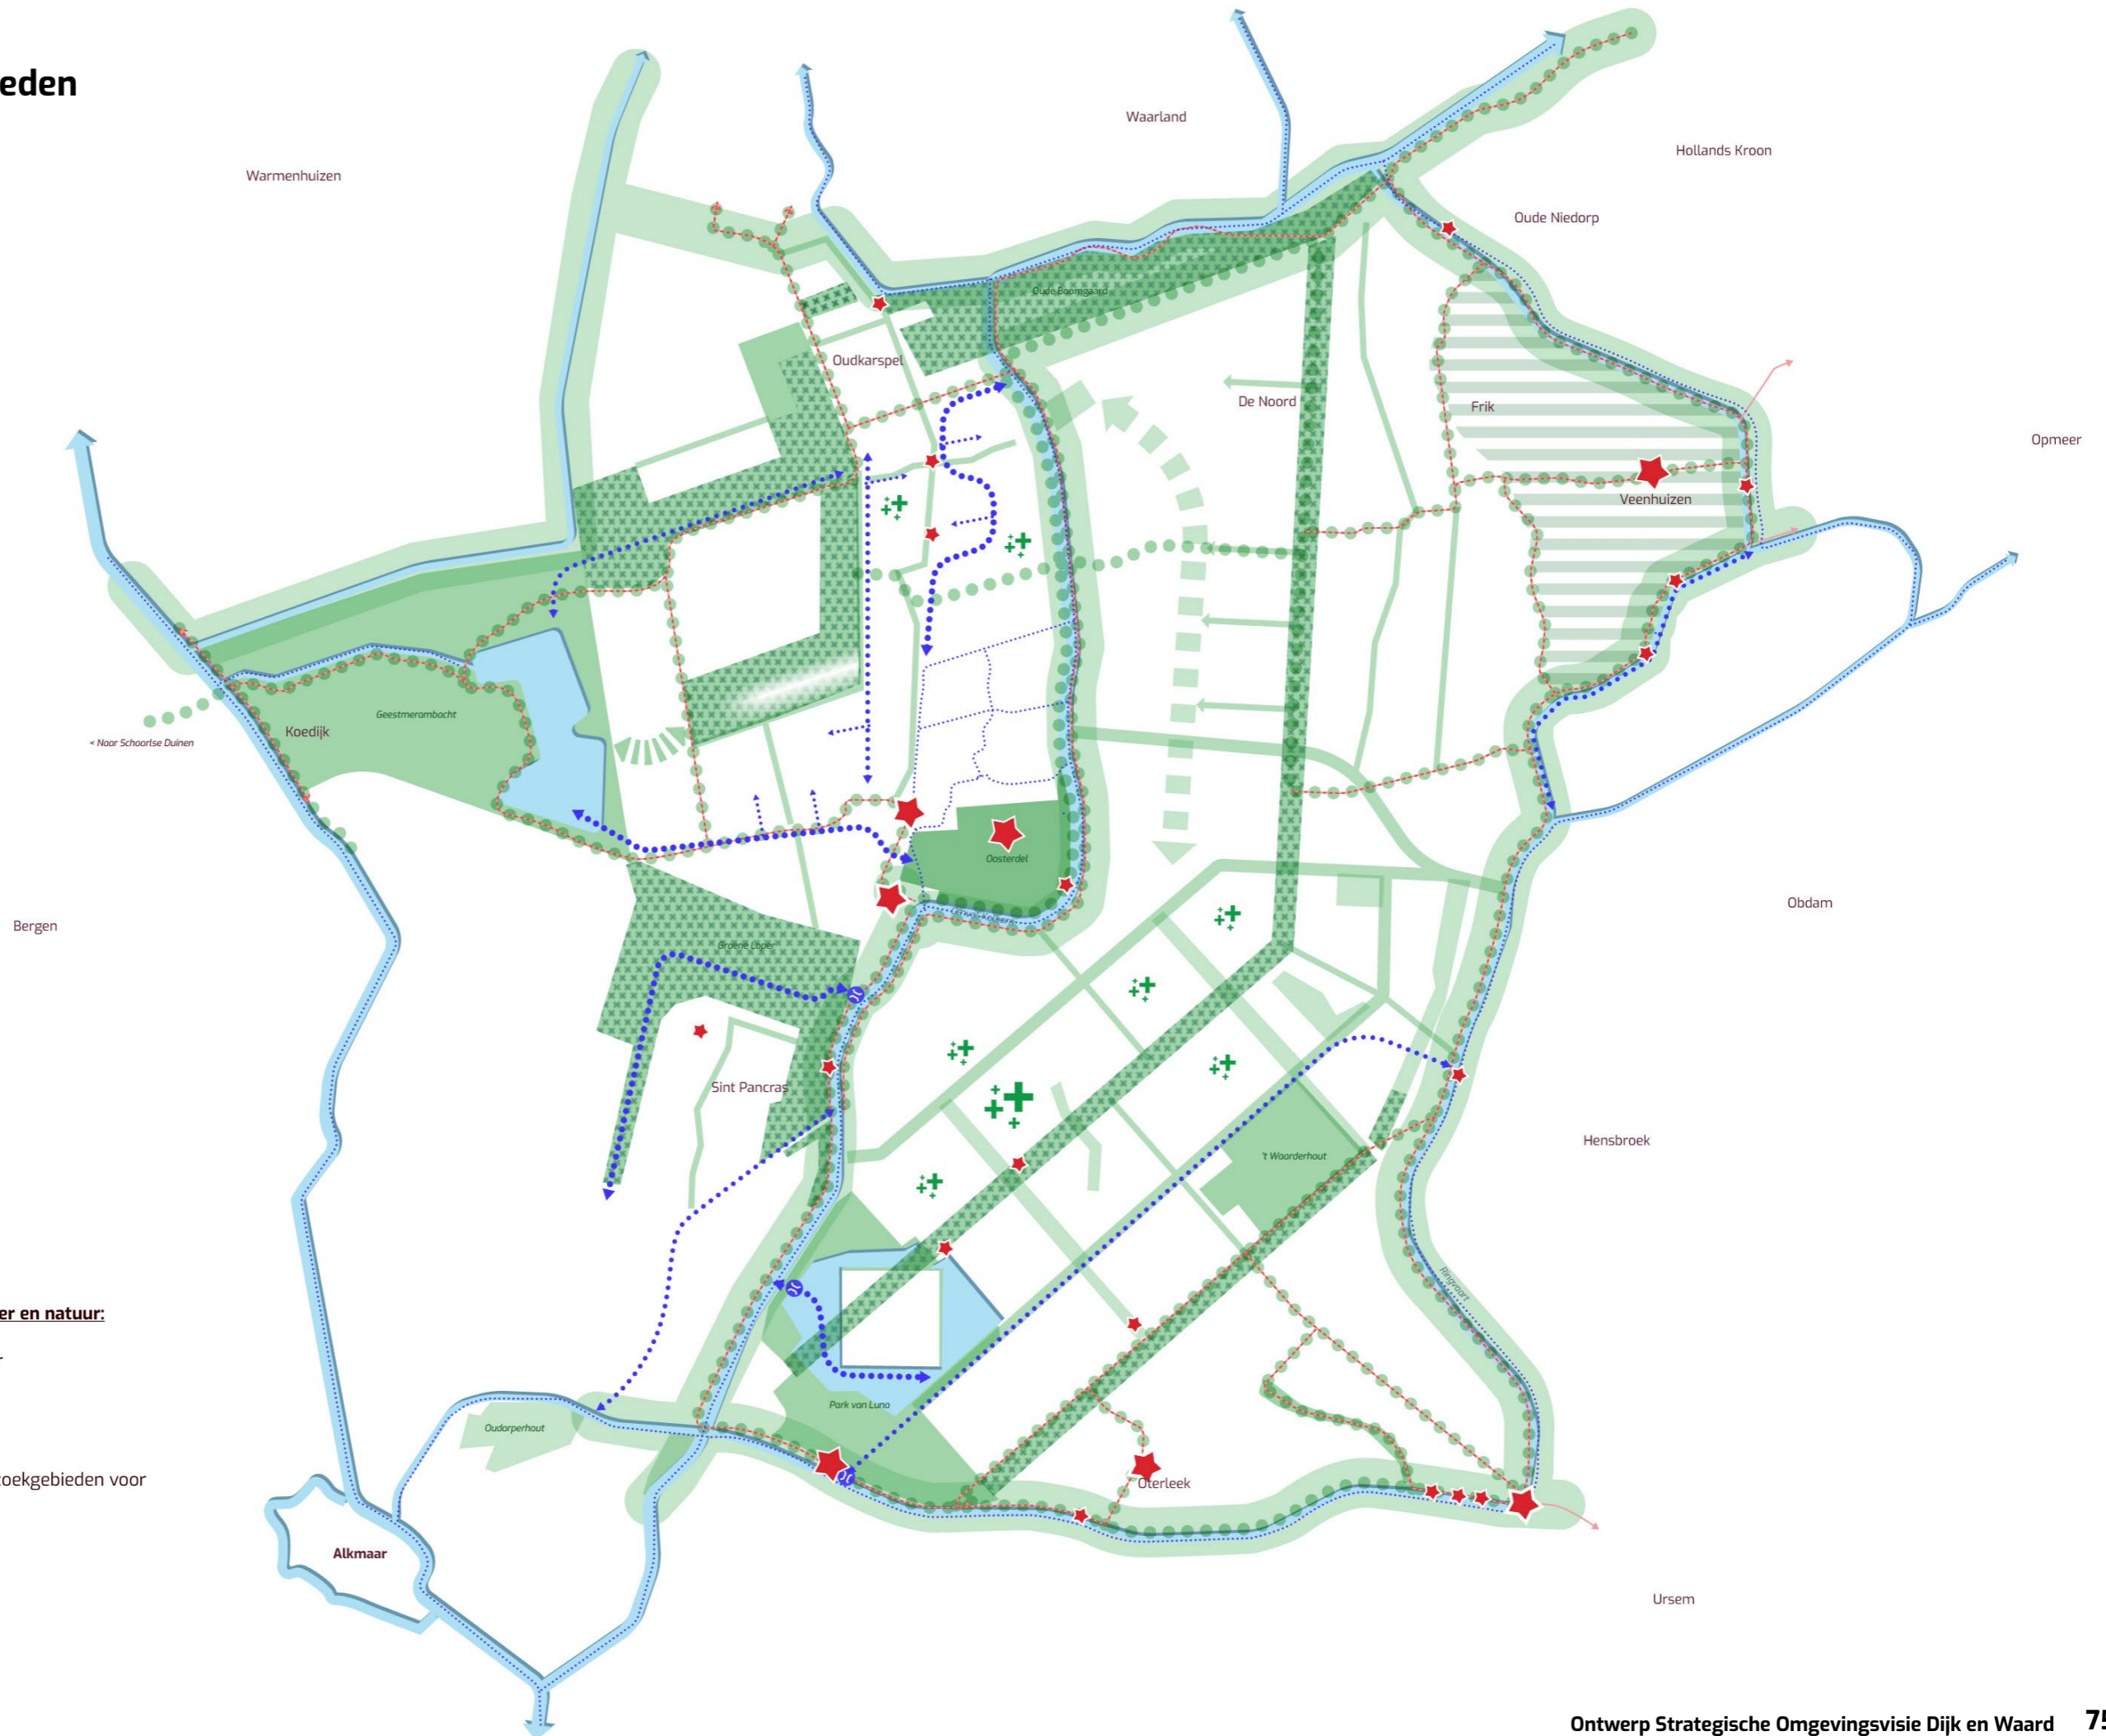 eden
Waarland
Warmenhuizen
Hollands Kroon
Oude Niedorp
Oude Boomgaard
Oudkarspel
De Noord
Frik
Opmeer
Veenhuizen
Geestmerambacht
Koedijk
< Naar Schoorlse Duinen
Oosterdel
Obdam
Bergen
Groene Loper
Sint Pancras
Hensbroek
't Waarderhout
Ringvaart
er en natuur:
Park van Luna
Oudorperhout
zoekgebieden voor
Oterleek
Alkmaar
Ursem
Ontwerp Strategische Omgevingsvisie Dijk en Waard 75